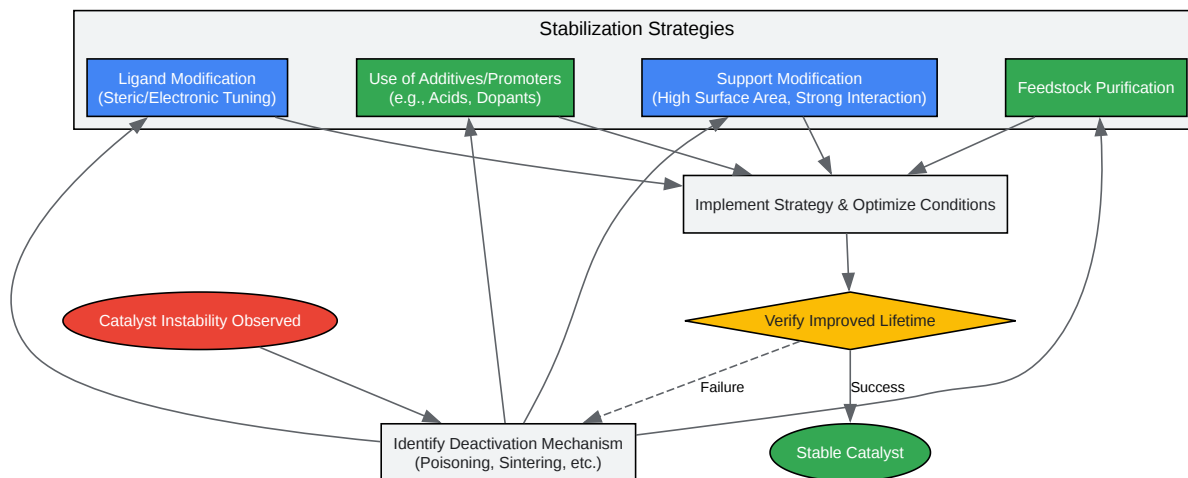 Stabilization Strategies
Ligand Modification
(Steric/Electronic Tuning)
Use of Additives/Promoters
(e.g., Acids, Dopants)
Support Modification
(High Surface Area, Strong Interaction)
Feedstock Purification
Implement Strategy & Optimize Conditions
Catalyst Instability Observed
Verify Improved Lifetime
Failure
Success
Identify Deactivation Mechanism
(Poisoning, Sintering, etc.)
Stable Catalyst